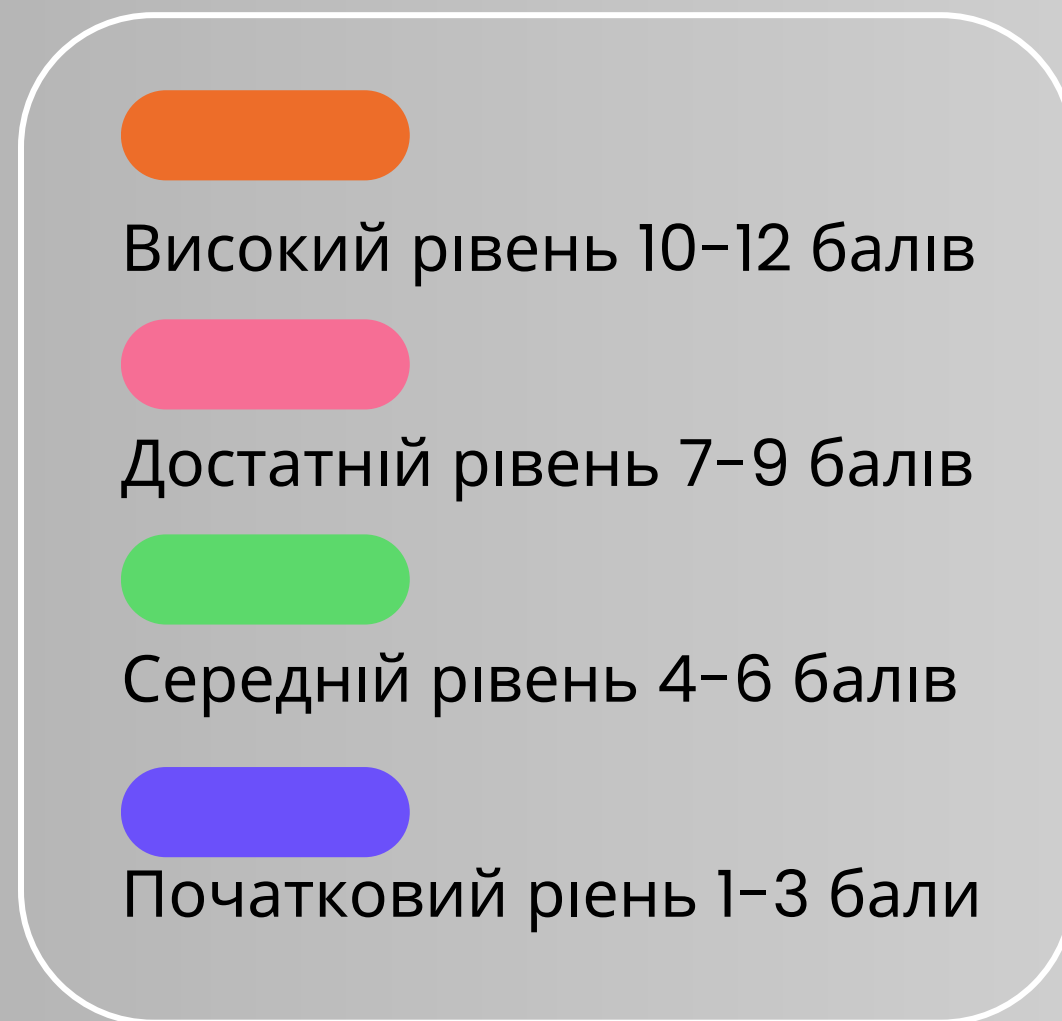 Високий рівень 10-12 балів
Достатній рівень 7-9 балів
Середній рівень 4-6 балів
Початковий ріень 1-3 бали